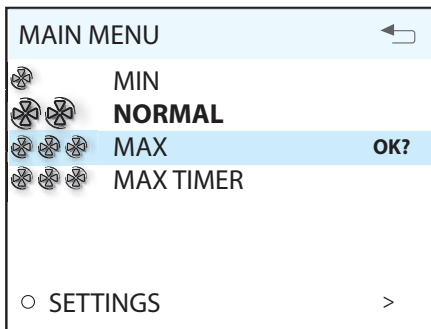 MAIN MENU
MIN
NORMAL
MAX OK?
MAX TIMER
SETTINGS >